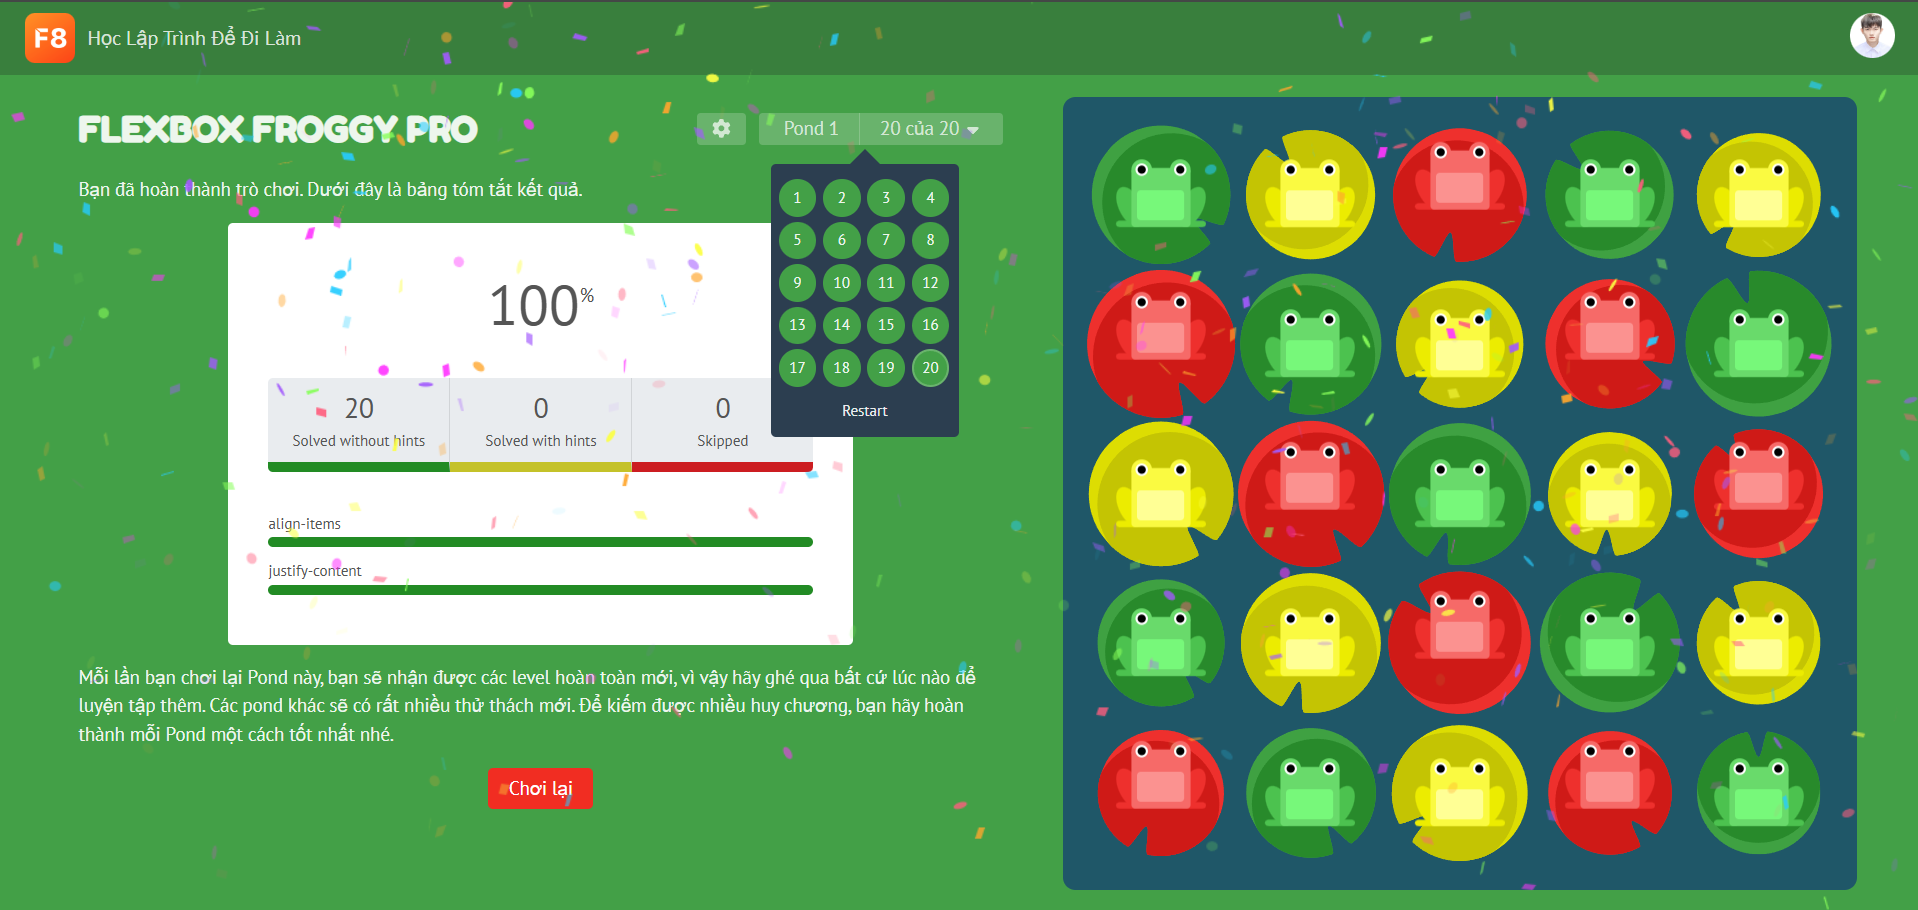 F8 Học Lập Trình Để Đi Làm
FLEXBOX FROGGY PRO
Pond 1 20 của 20
Bạn đã hoàn thành trò chơi. Dưới đây là bảng tóm tắt kết quả.
1 2 3 4
5 6 7 8
9 10 11 12
13 14 15 16
17 18 19 20
Restart
100%
20 0 0
Solved without hints Solved with hints Skipped
align-items
justify-content
Mỗi lần bạn chơi lại Pond này, bạn sẽ nhận được các level hoàn toàn mới, vì vậy hãy ghé qua bất cứ lúc nào để
luyện tập thêm. Các pond khác sẽ có rất nhiều thử thách mới. Để kiếm được nhiều huy chương, bạn hãy hoàn
thành mỗi Pond một cách tốt nhất nhé.
Chơi lại